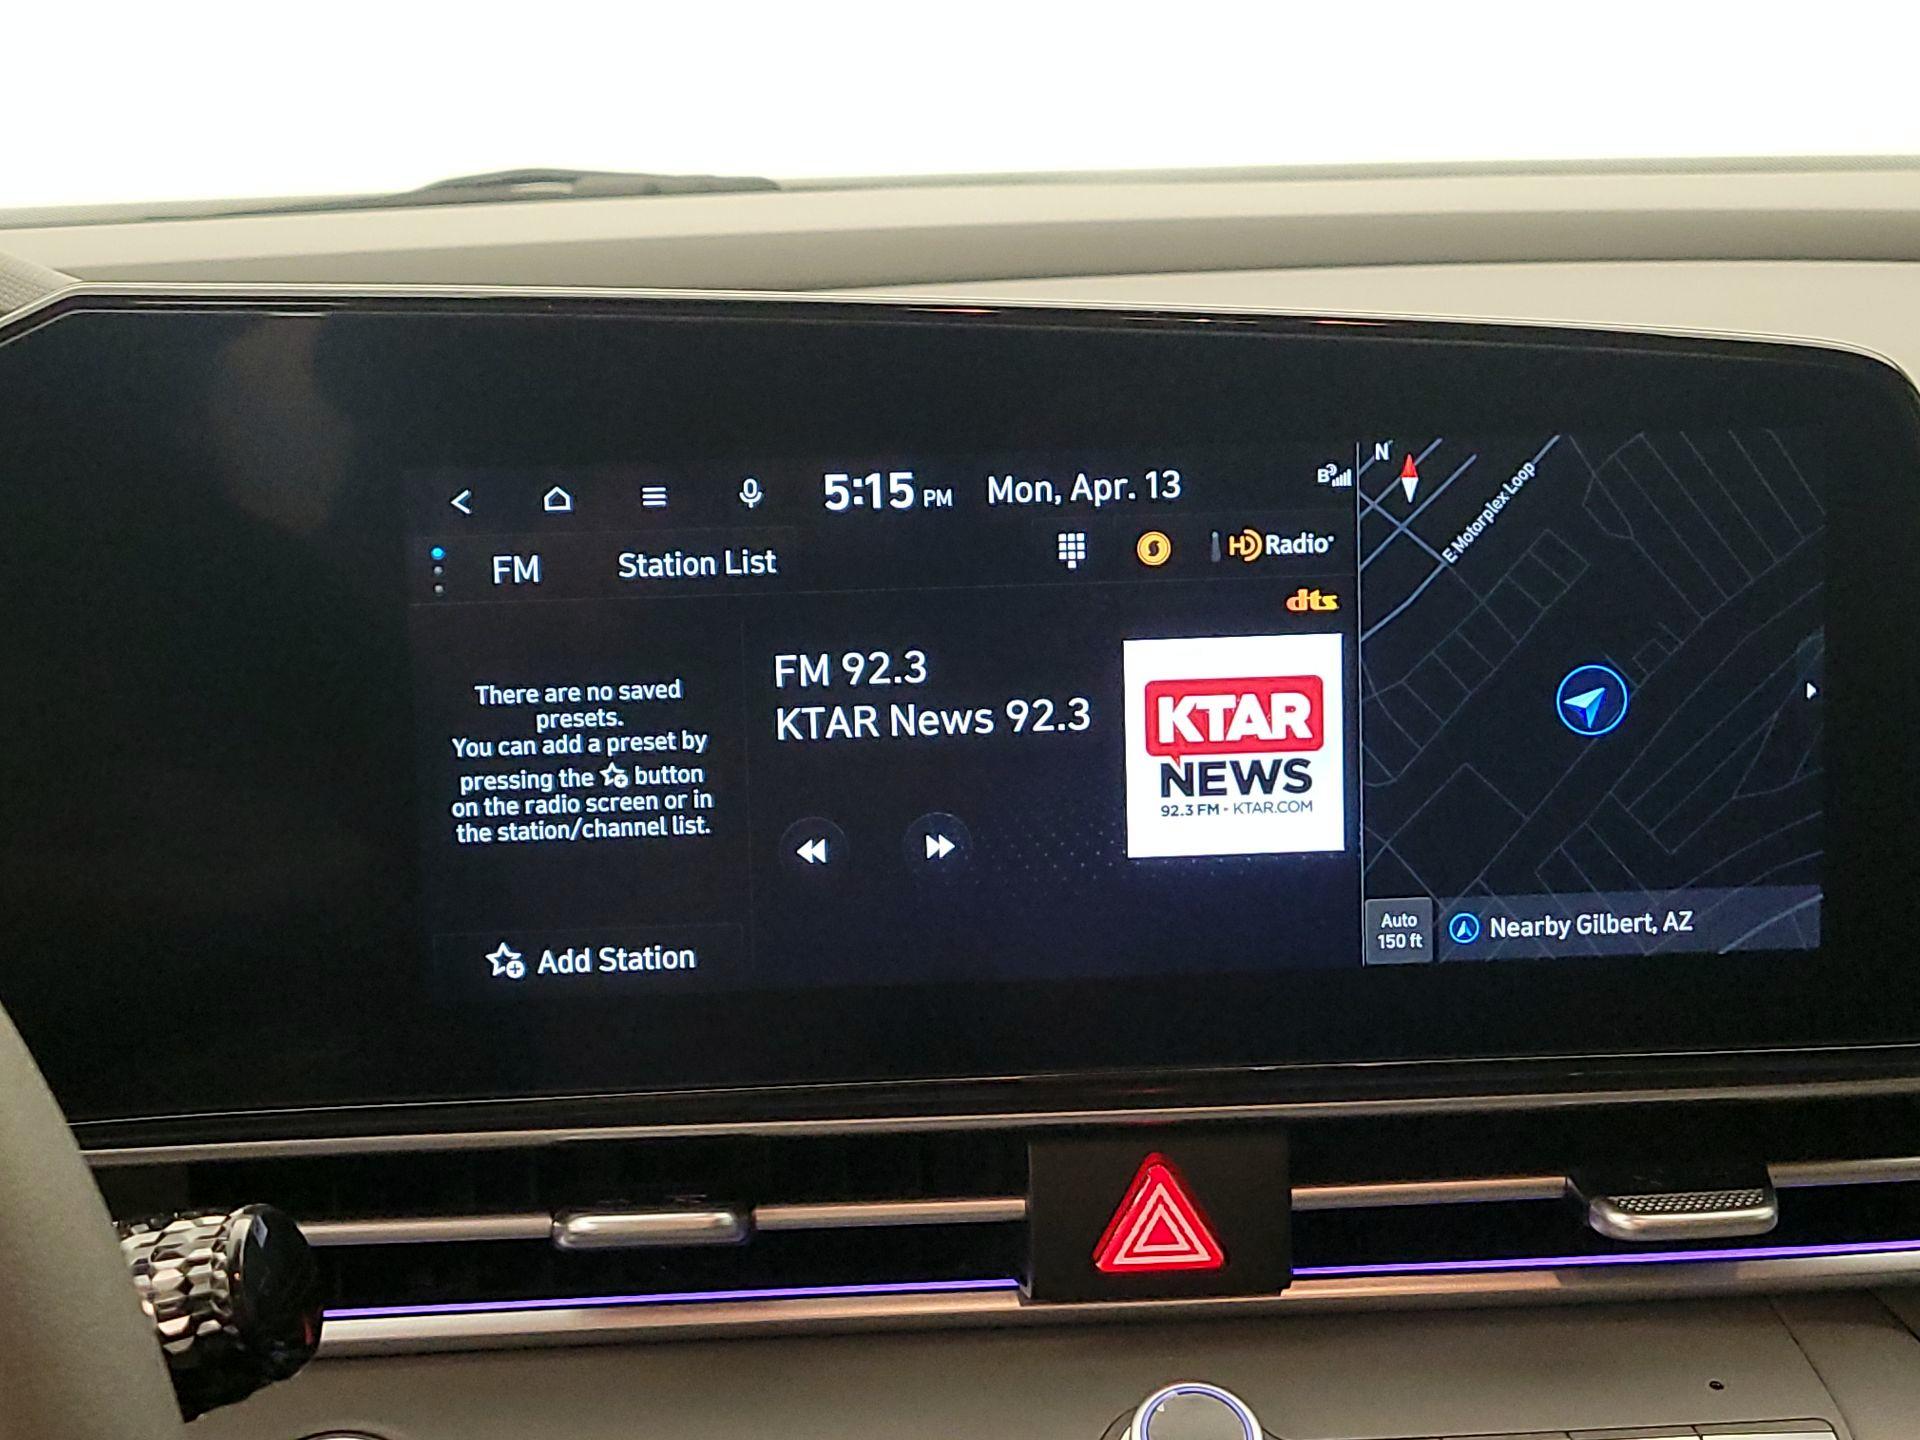 5:15 PM Mon, Apr. 13
B
N
E Motorplex Loop
FM Station List
HD Radio
dts
There are no saved
presets.
You can add a preset by
pressing the button
on the radio screen or in
the station/channel list.
Add Station
FM 92.3
KTAR News 92.3
KTAR
NEWS
92.3 FM - KTAR.COM
Auto
150 ft
Nearby Gilbert, AZ